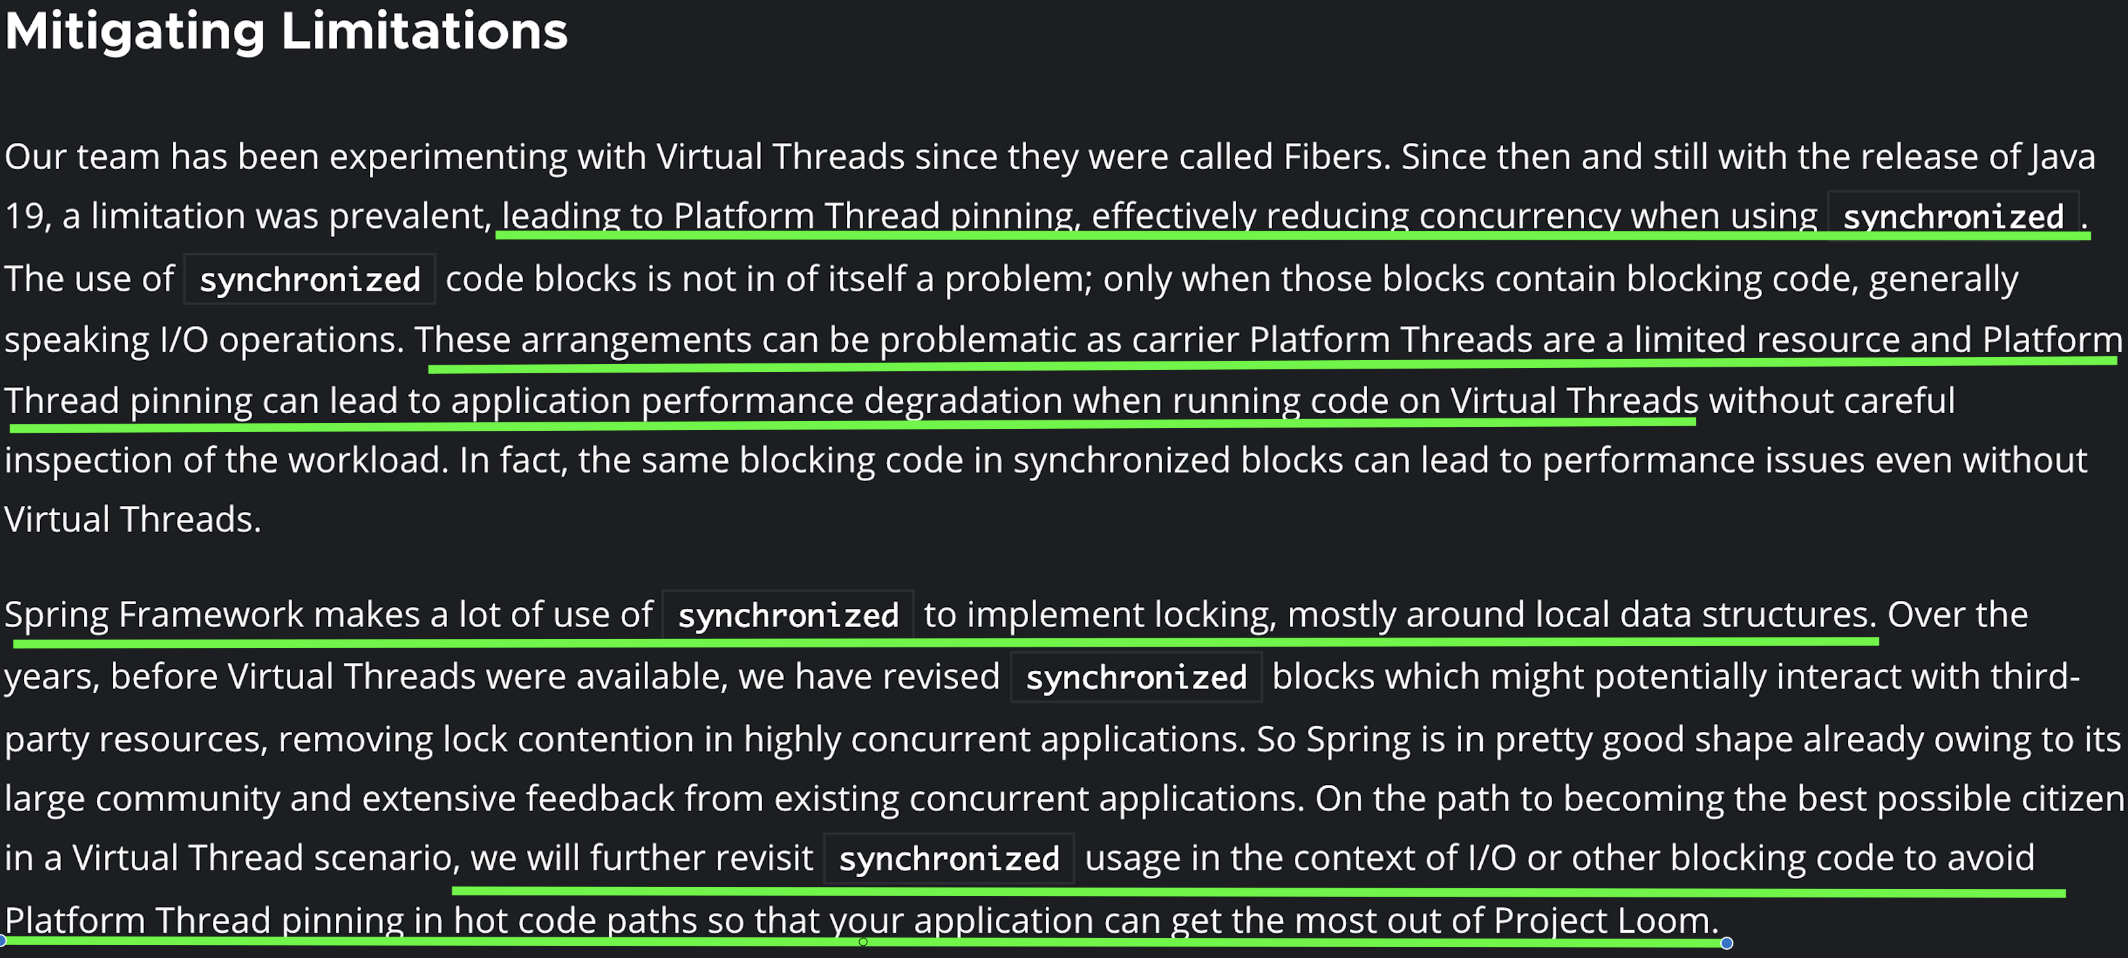 Mitigating Limitations
Our team has been experimenting with Virtual Threads since they were called Fibers. Since then and still with the release of Java
19, a limitation was prevalent, leading to Platform Thread pinning, effectively reducing concurrency when using synchronized.
The use of synchronized code blocks is not in of itself a problem; only when those blocks contain blocking code, generally
speaking I/O operations. These arrangements can be problematic as carrier Platform Threads are a limited resource and Platform
Thread pinning can lead to application performance degradation when running code on Virtual Threads without careful
inspection of the workload. In fact, the same blocking code in synchronized blocks can lead to performance issues even without
Virtual Threads.
Spring Framework makes a lot of use of synchronized to implement locking, mostly around local data structures. Over the
years, before Virtual Threads were available, we have revised synchronized blocks which might potentially interact with third-
party resources, removing lock contention in highly concurrent applications. So Spring is in pretty good shape already owing to its
large community and extensive feedback from existing concurrent applications. On the path to becoming the best possible citizen
in a Virtual Thread scenario, we will further revisit synchronized usage in the context of I/O or other blocking code to avoid
Platform Thread pinning in hot code paths so that your application can get the most out of Project Loom.